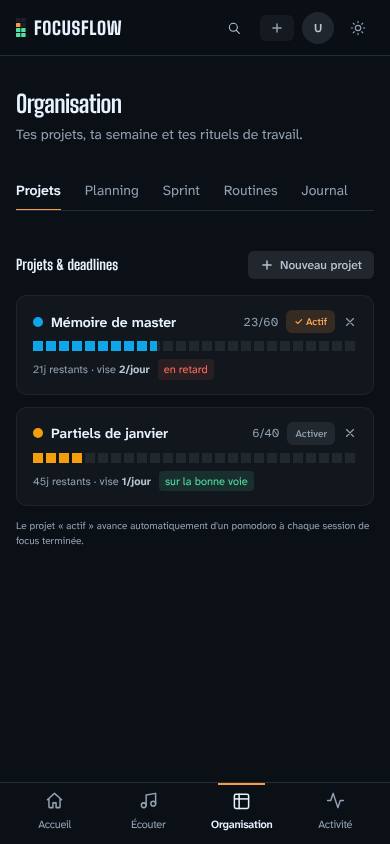 FOCUSFLOW
U
Organisation
Tes projets, ta semaine et tes rituels de travail.
Projets Planning Sprint Routines Journal
Projets & deadlines
Nouveau projet
Mémoire de master 23/60 Actif
21j restants · vise 2/jour en retard
Partiels de janvier 6/40 Activer
45j restants · vise 1/jour sur la bonne voie
Le projet « actif » avance automatiquement d'un pomodoro à chaque session de
focus terminée.
Accueil Écouter Organisation Activité